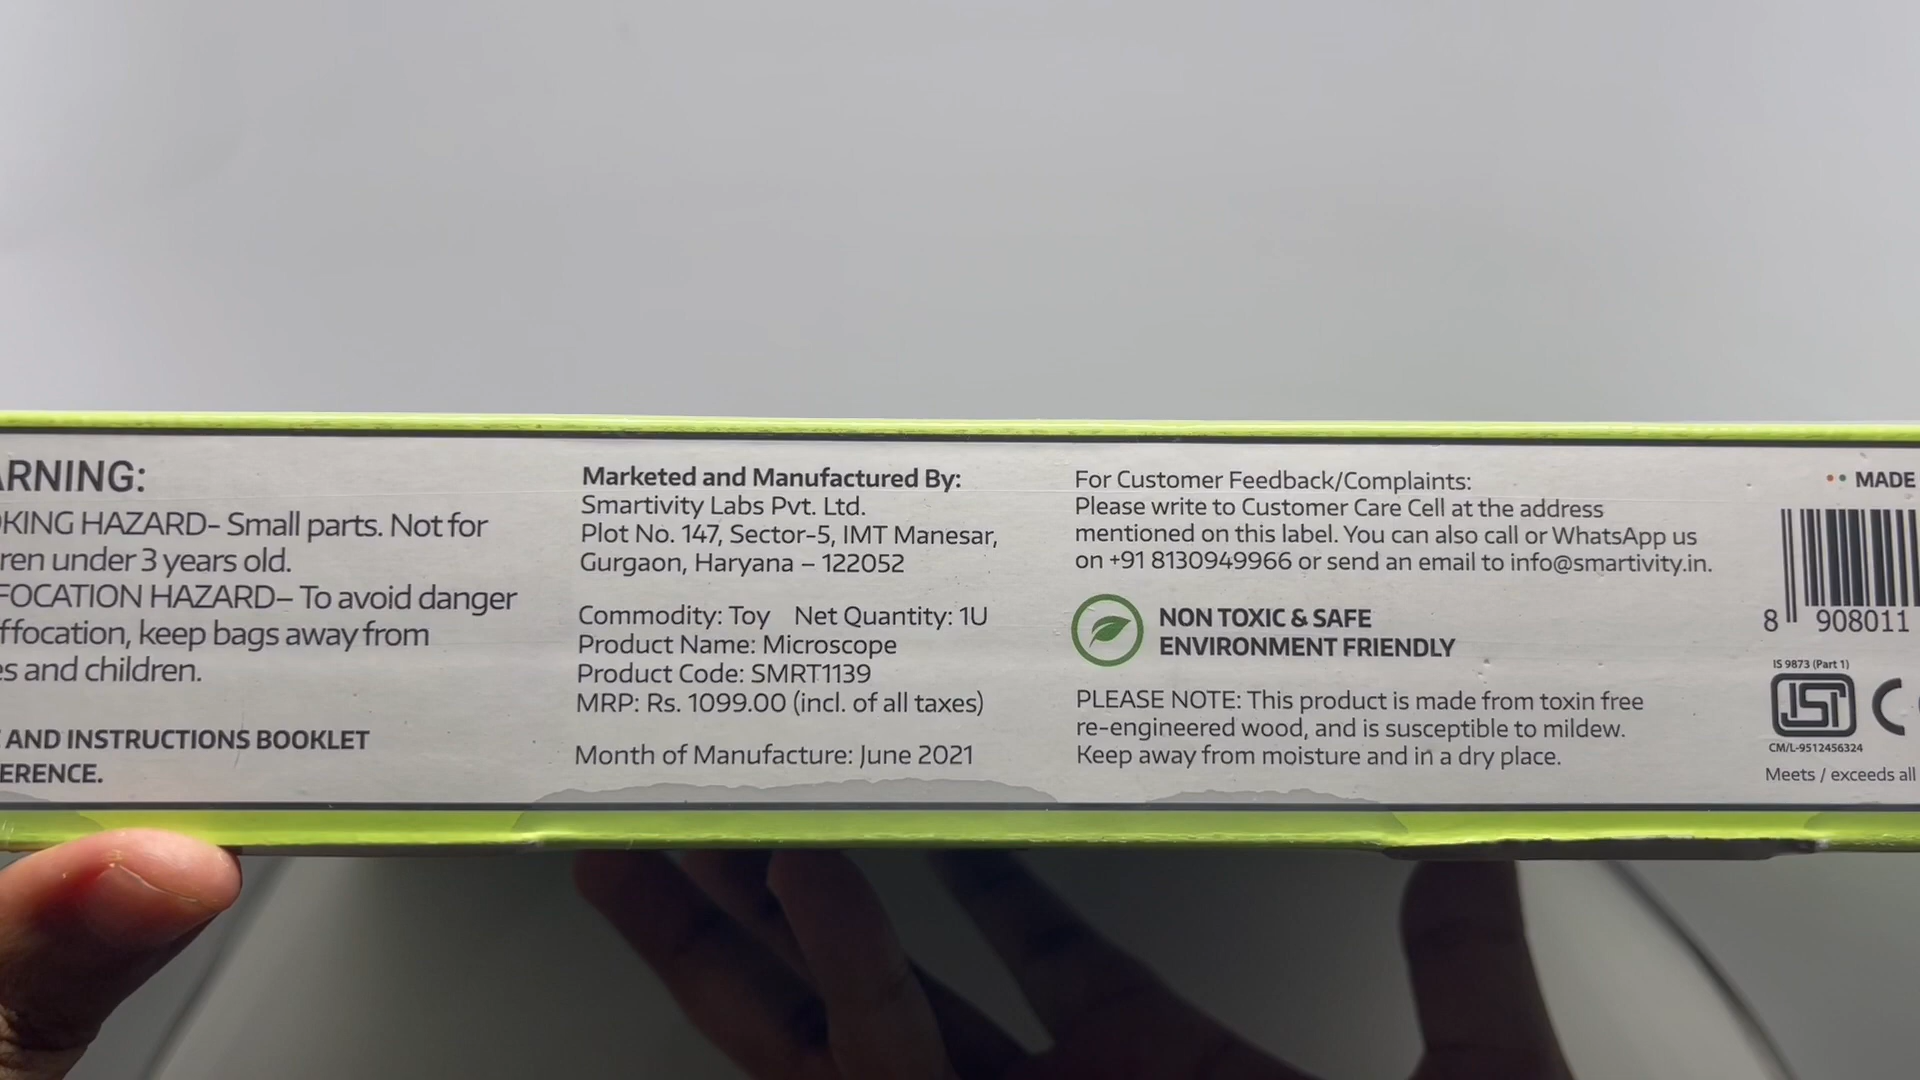 ARNING:
KING HAZARD– Small parts. Not for
ren under 3 years old.
FOCATION HAZARD– To avoid danger
ffocation, keep bags away from
es and children.
AND INSTRUCTIONS BOOKLET
ERENCE.
Marketed and Manufactured By:
Smartivity Labs Pvt. Ltd.
Plot No. 147, Sector-5, IMT Manesar,
Gurgaon, Haryana – 122052
Commodity: Toy Net Quantity: 1U
Product Name: Microscope
Product Code: SMRT1139
MRP: Rs. 1099.00 (incl. of all taxes)
Month of Manufacture: June 2021
For Customer Feedback/Complaints:
Please write to Customer Care Cell at the address
mentioned on this label. You can also call or WhatsApp us
on +91 8130949966 or send an email to info@smartivity.in.
NON TOXIC & SAFE
ENVIRONMENT FRIENDLY
PLEASE NOTE: This product is made from toxin free
re-engineered wood, and is susceptible to mildew.
Keep away from moisture and in a dry place.
MADE
8 908011
IS 9873 (Part 1)
ISI
CM/L-9512456324
Meets / exceeds all